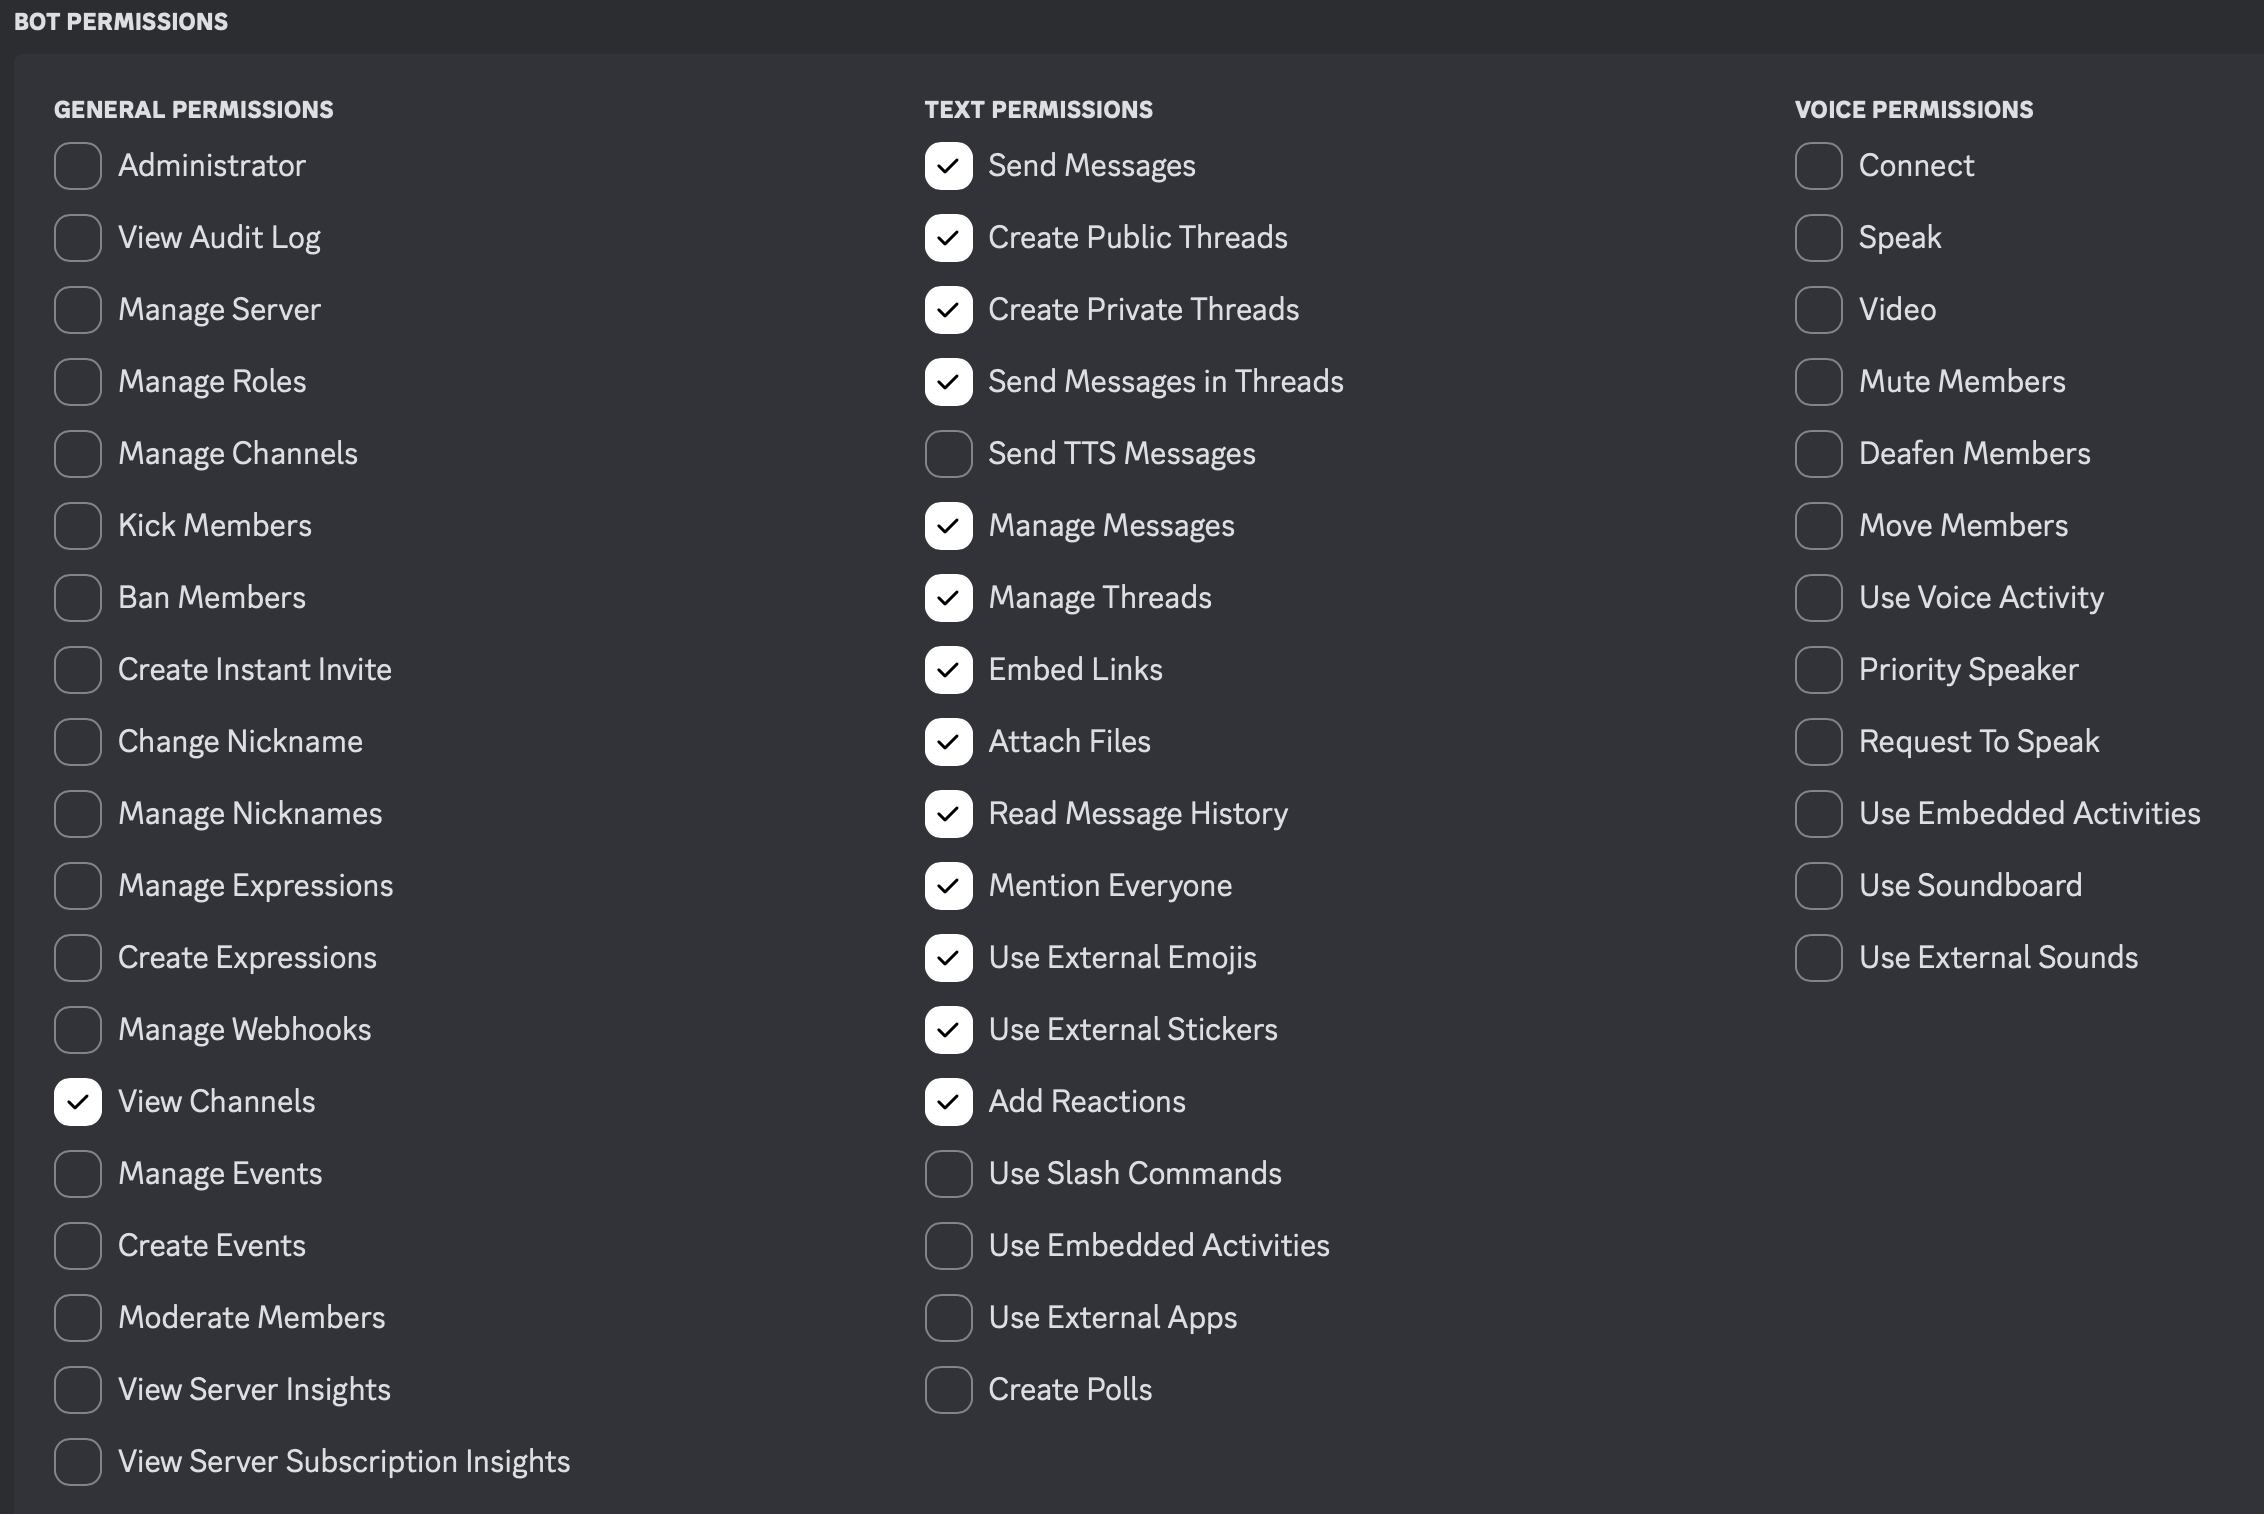 BOT PERMISSIONS
GENERAL PERMISSIONS
Administrator
View Audit Log
Manage Server
Manage Roles
Manage Channels
Kick Members
Ban Members
Create Instant Invite
Change Nickname
Manage Nicknames
Manage Expressions
Create Expressions
Manage Webhooks
View Channels
Manage Events
Create Events
Moderate Members
View Server Insights
View Server Subscription Insights
TEXT PERMISSIONS
Send Messages
Create Public Threads
Create Private Threads
Send Messages in Threads
Send TTS Messages
Manage Messages
Manage Threads
Embed Links
Attach Files
Read Message History
Mention Everyone
Use External Emojis
Use External Stickers
Add Reactions
Use Slash Commands
Use Embedded Activities
Use External Apps
Create Polls
VOICE PERMISSIONS
Connect
Speak
Video
Mute Members
Deafen Members
Move Members
Use Voice Activity
Priority Speaker
Request To Speak
Use Embedded Activities
Use Soundboard
Use External Sounds